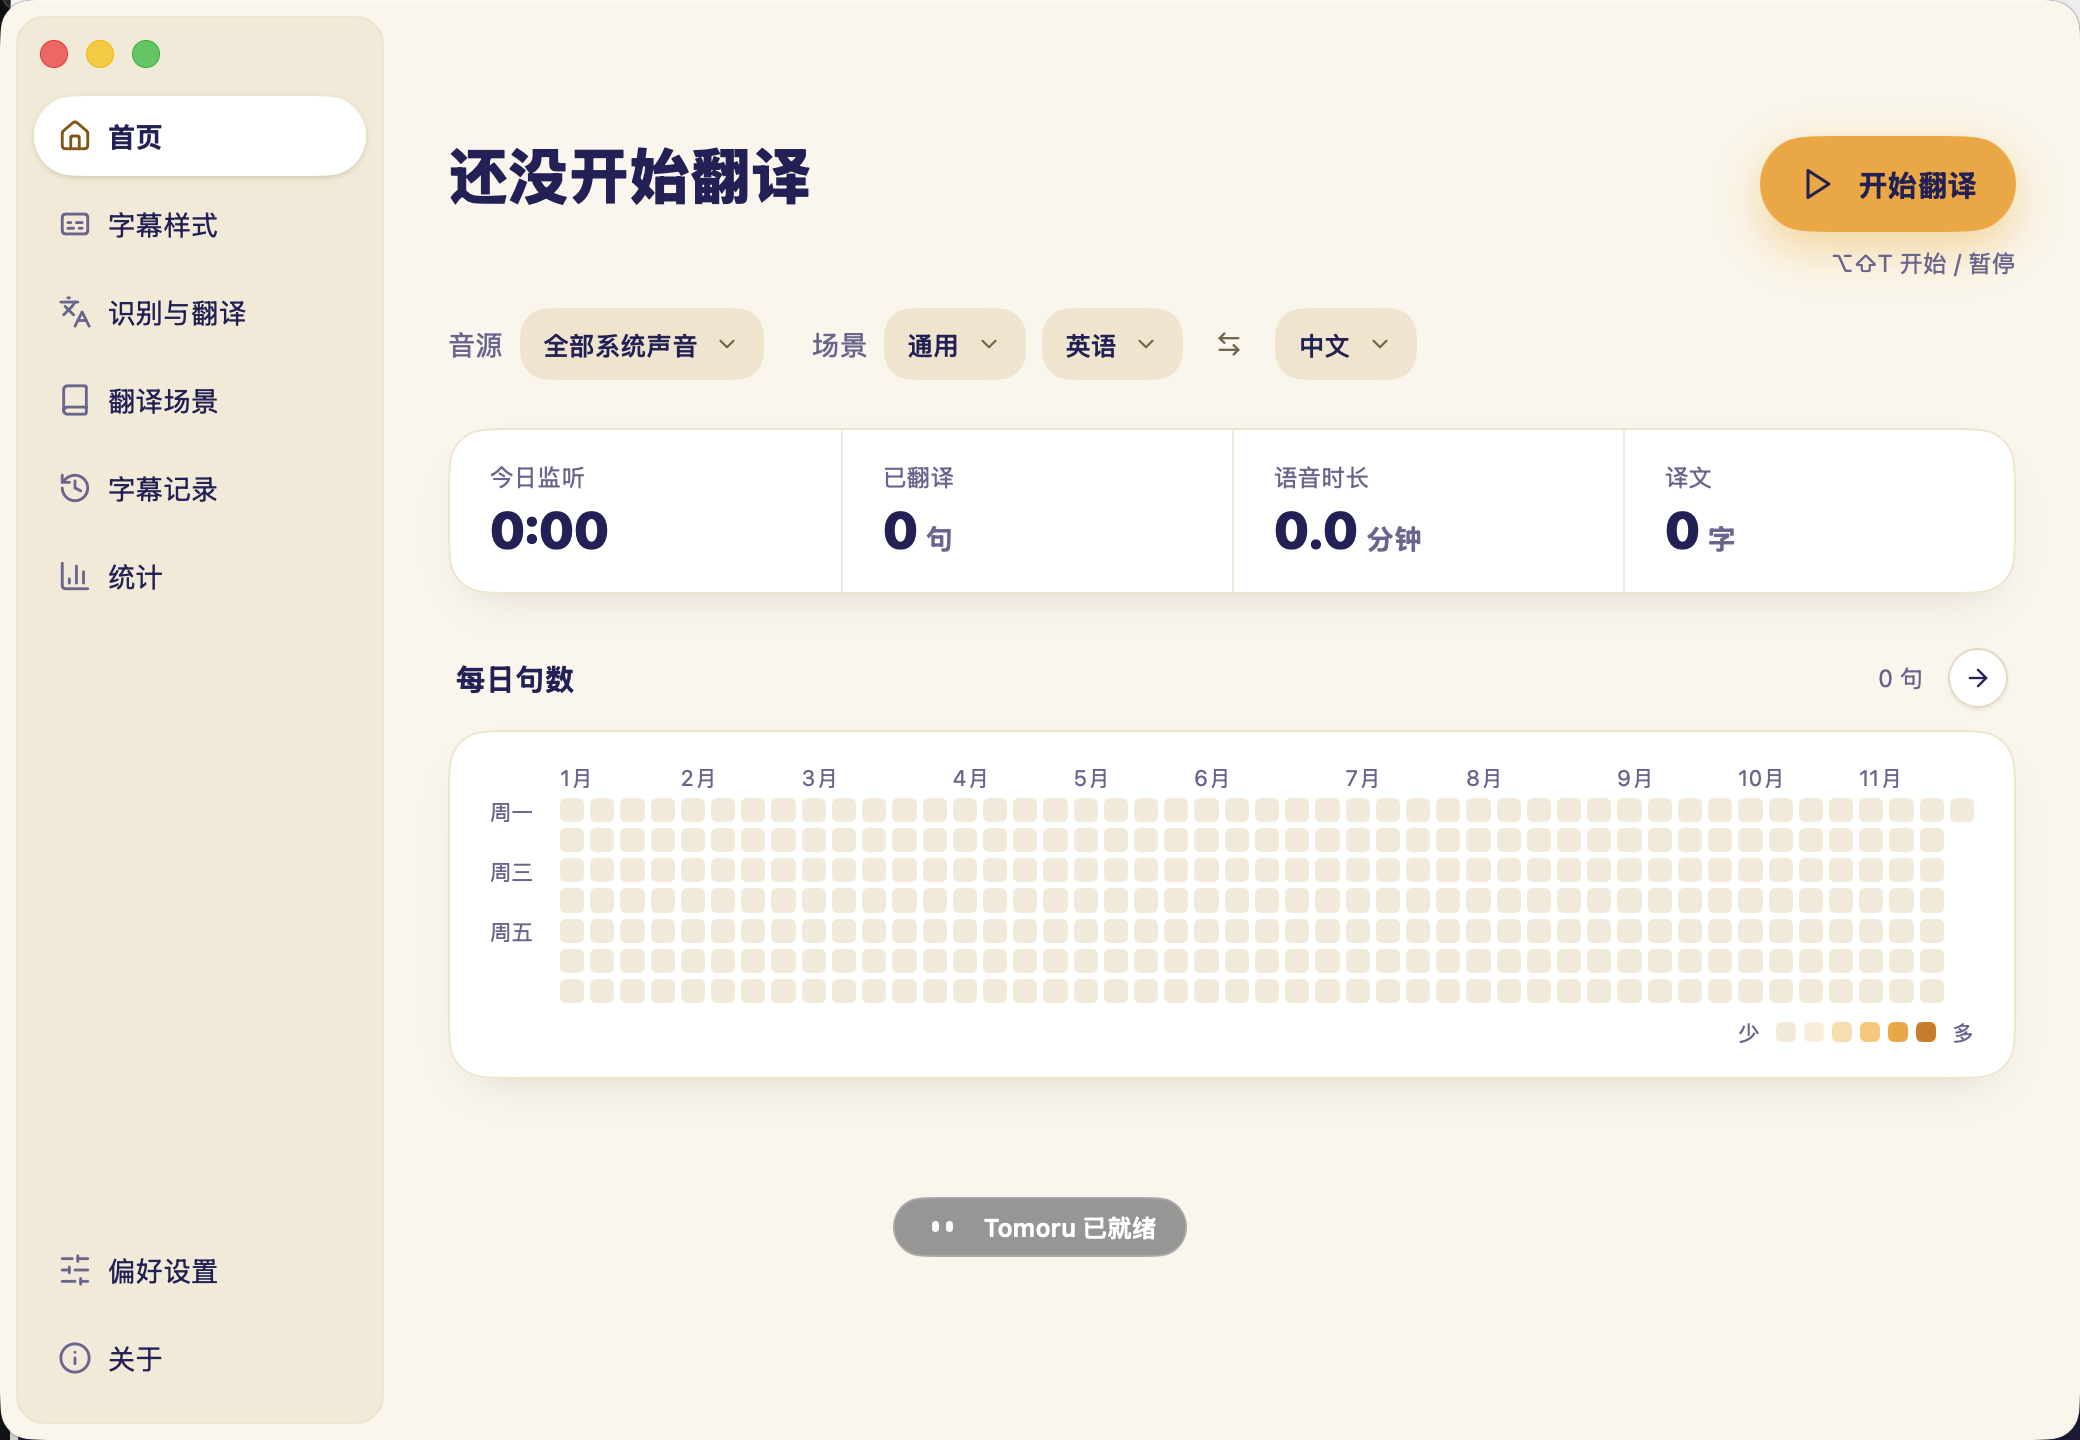 首页
字幕样式
识别与翻译
翻译场景
字幕记录
统计
偏好设置
关于
还没开始翻译
开始翻译
⌥⇧T 开始 / 暂停
音源 全部系统声音 场景 通用 英语 中文
今日监听 已翻译 语音时长 译文
0:00 0 句 0.0 分钟 0 字
每日句数 0 句
1月 2月 3月 4月 5月 6月 7月 8月 9月 10月 11月
周一
周三
周五
少 多
Tomoru 已就绪